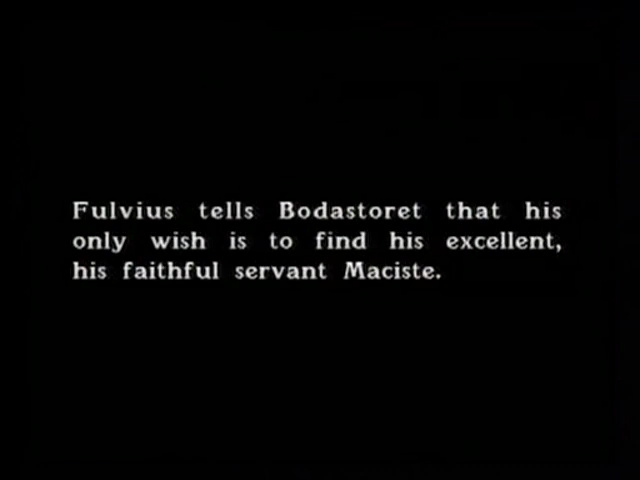 Fulvius tells Bodastoret that his
only wish is to find his excellent,
his faithful servant Maciste.